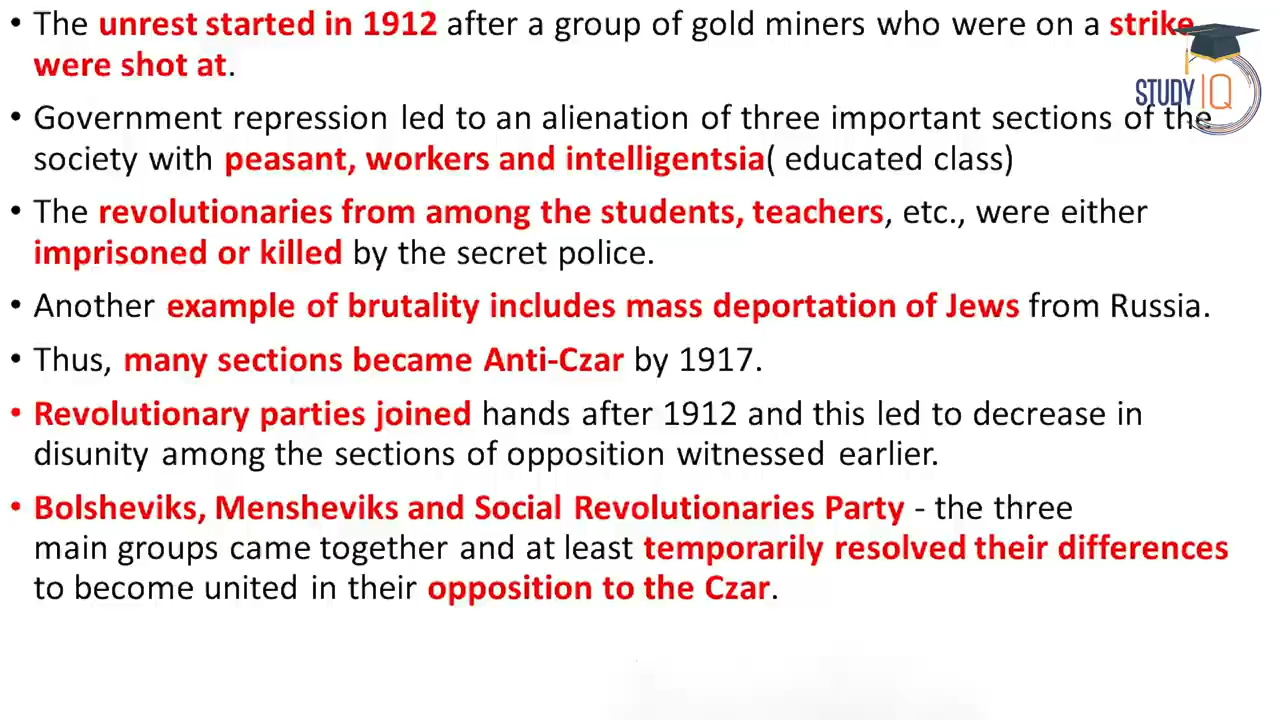 • The unrest started in 1912 after a group of gold miners who were on a strike
were shot at.
• Government repression led to an alienation of three important sections of the
society with peasant, workers and intelligentsia( educated class)
• The revolutionaries from among the students, teachers, etc., were either
imprisoned or killed by the secret police.
• Another example of brutality includes mass deportation of Jews from Russia.
• Thus, many sections became Anti-Czar by 1917.
• Revolutionary parties joined hands after 1912 and this led to decrease in
disunity among the sections of opposition witnessed earlier.
• Bolsheviks, Mensheviks and Social Revolutionaries Party - the three
main groups came together and at least temporarily resolved their differences
to become united in their opposition to the Czar.
STUDY IQ